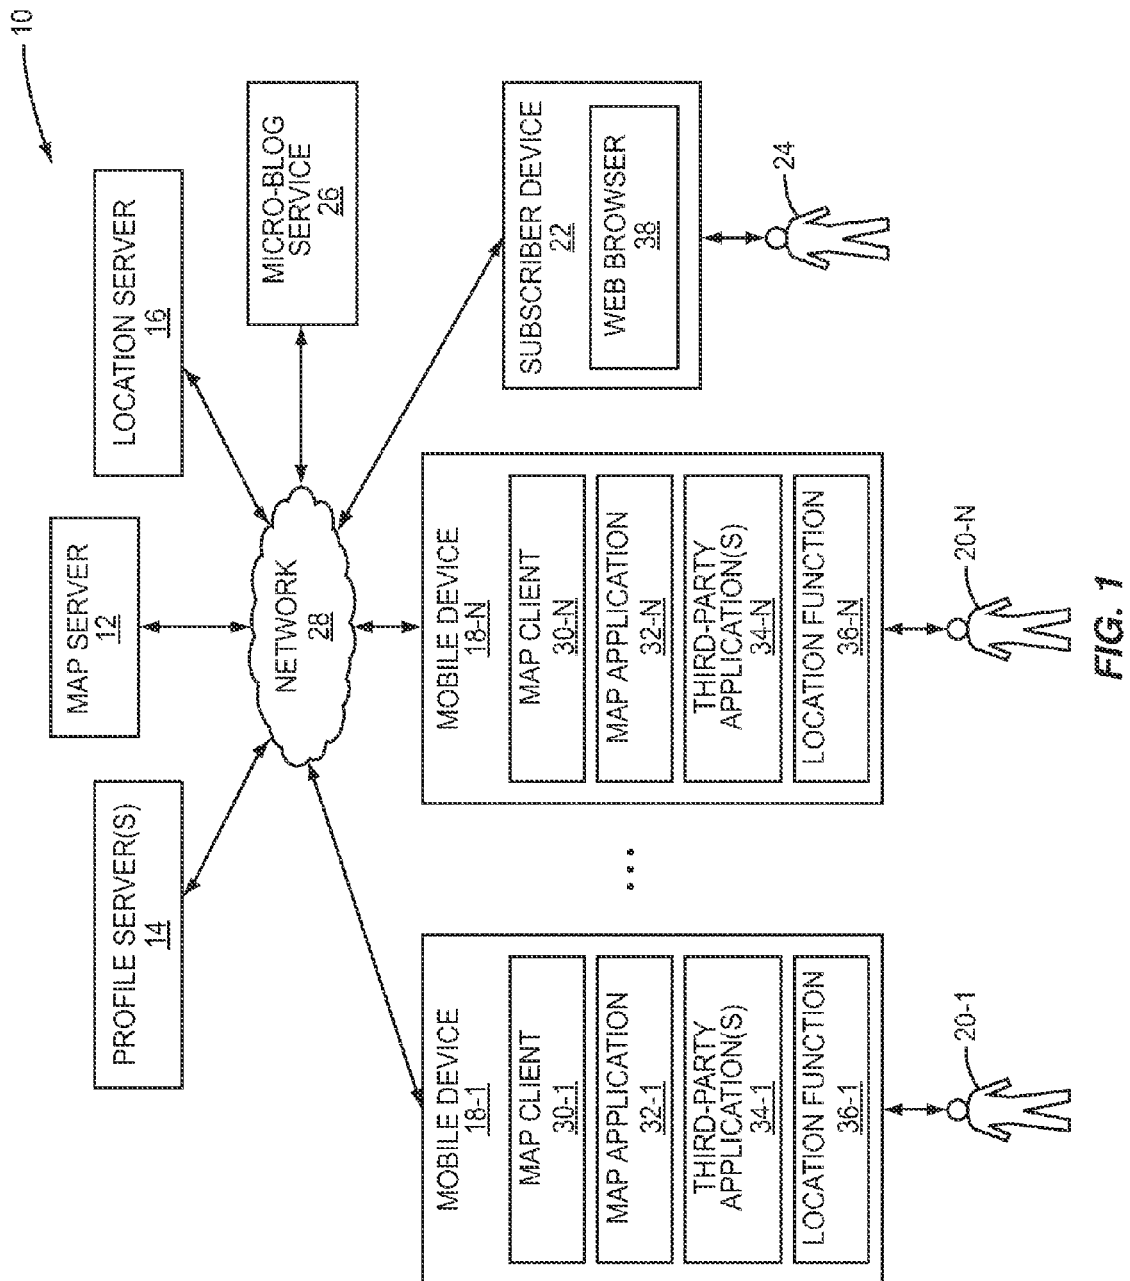 10
MAP SERVER
12
PROFILE SERVER(S)
14
LOCATION SERVER
16
NETWORK
28
MICRO-BLOG
SERVICE
26
MOBILE DEVICE
18-1
MAP CLIENT
30-1
MAP APPLICATION
32-1
THIRD-PARTY
APPLICATION(S)
34-1
LOCATION FUNCTION
36-1
20-1
...
MOBILE DEVICE
18-N
MAP CLIENT
30-N
MAP APPLICATION
32-N
THIRD-PARTY
APPLICATION(S)
34-N
LOCATION FUNCTION
36-N
20-N
SUBSCRIBER DEVICE
22
WEB BROWSER
38
24
FIG. 1